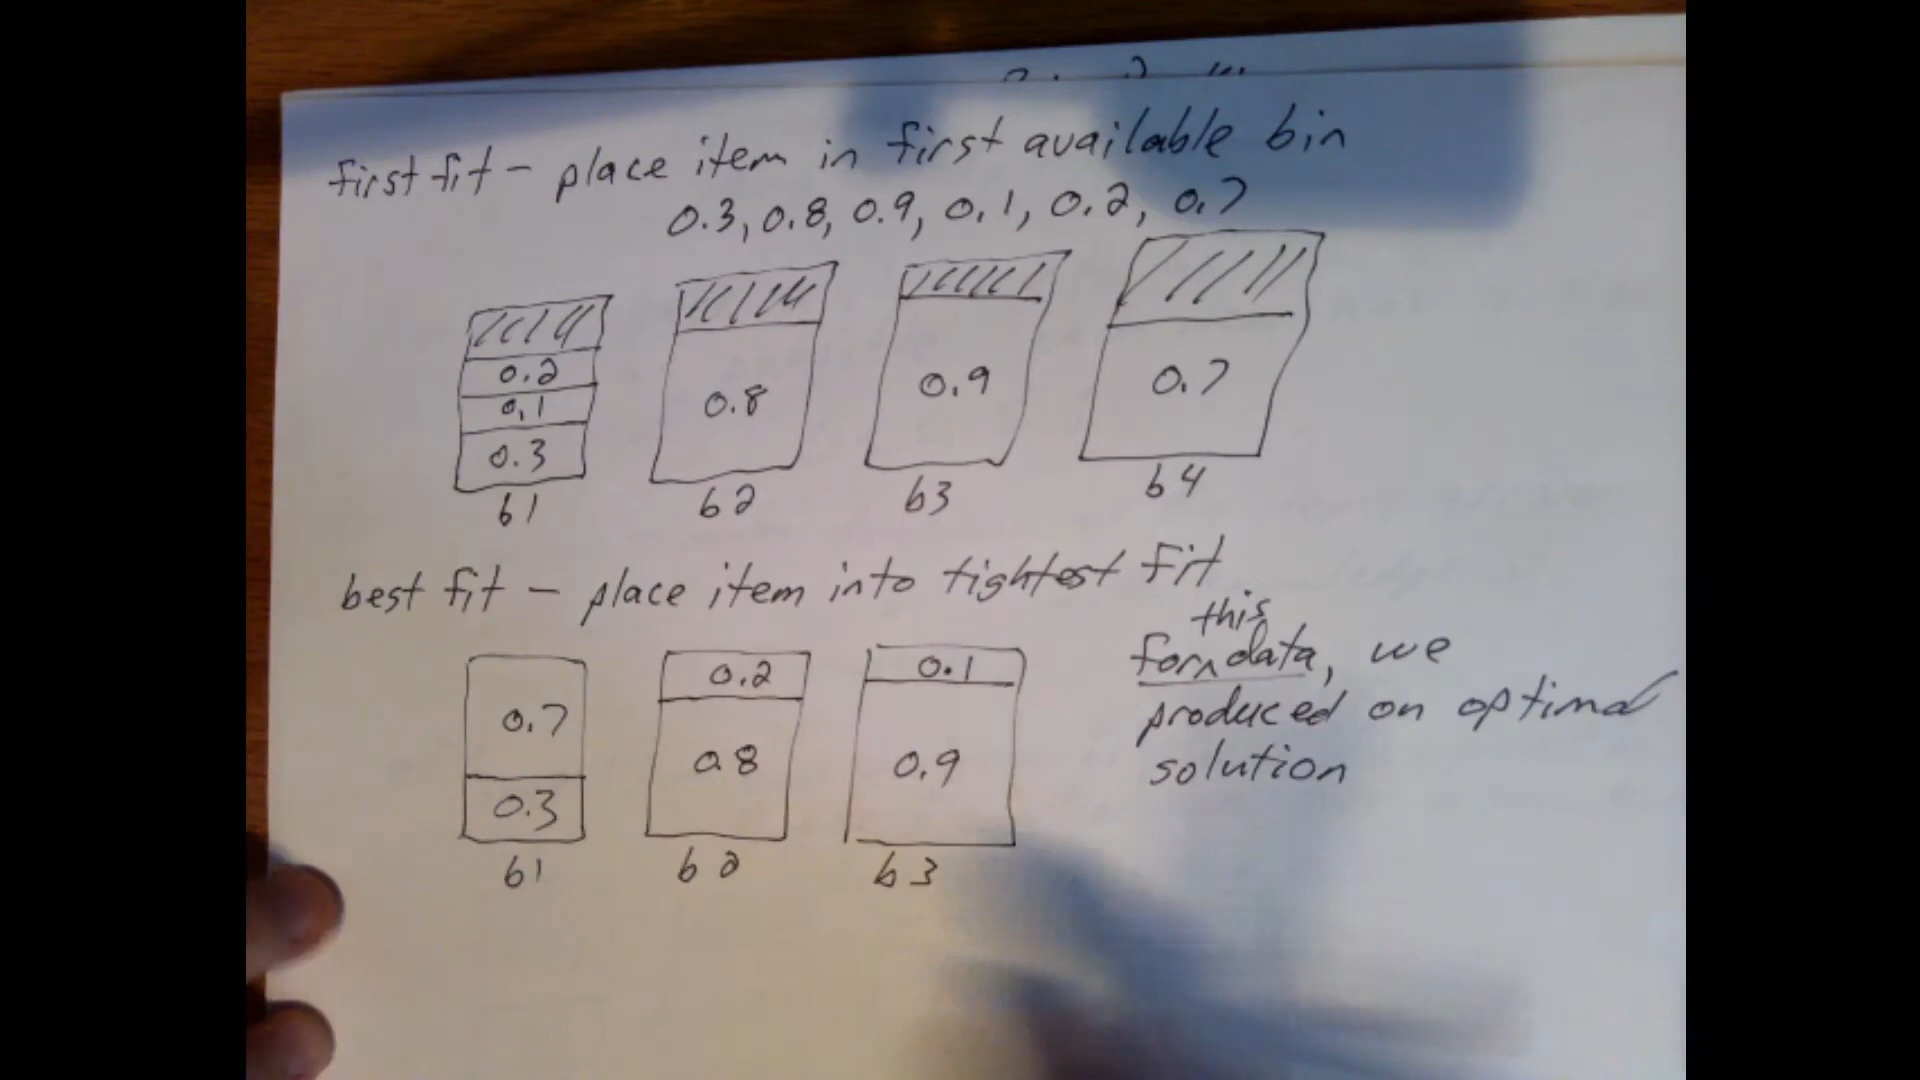 first fit - place item in first available bin
0.3, 0.8, 0.9, 0.1, 0.2, 0.7
0.2
0.1
0.3
b1
0.8
b2
0.9
b3
0.7
b4
best fit - place item into tightest fit
0.7
0.3
b1
0.2
0.8
b2
0.1
0.9
b3
this
for^data, we
produced an optimal
solution